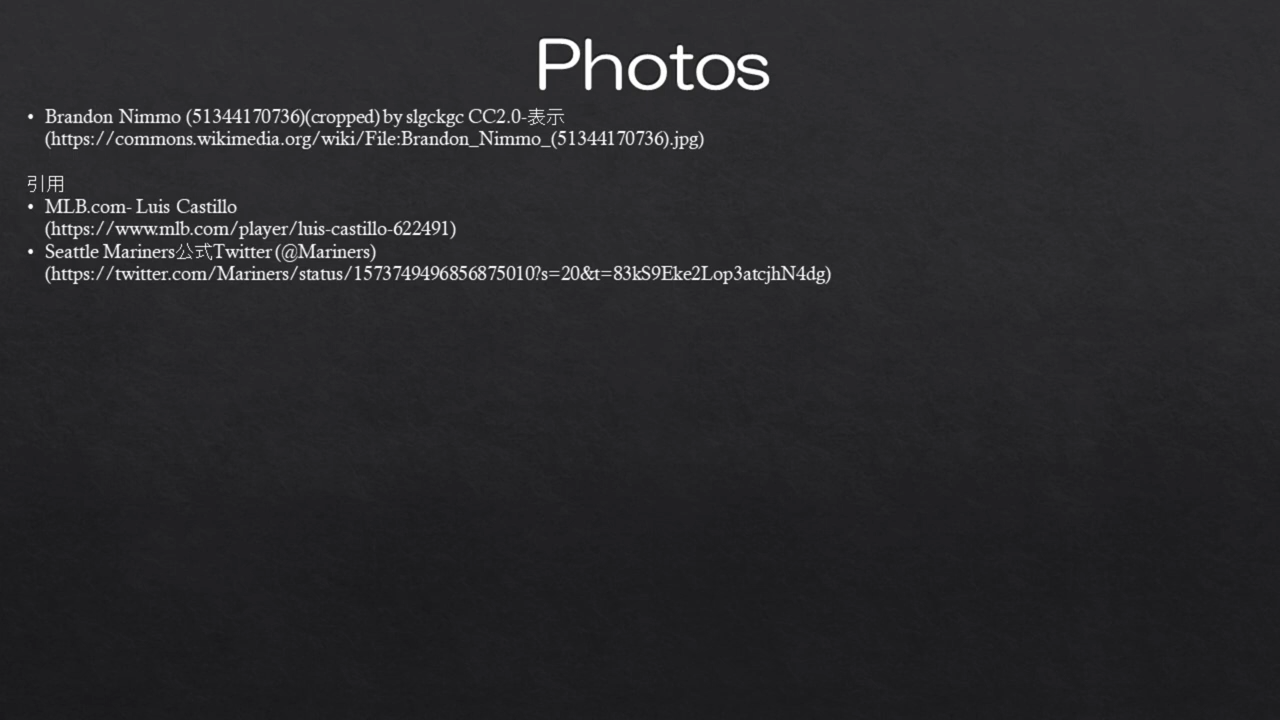 Photos
• Brandon Nimmo (51344170736)(cropped) by slgckgc CC2.0-表示
(https://commons.wikimedia.org/wiki/File:Brandon_Nimmo_(51344170736).jpg)
引用
• MLB.com- Luis Castillo
(https://www.mlb.com/player/luis-castillo-622491)
• Seattle Mariners公式Twitter (@Mariners)
(https://twitter.com/Mariners/status/1573749496856875010?s=20&t=83kS9Eke2Lop3atcjhN4dg)